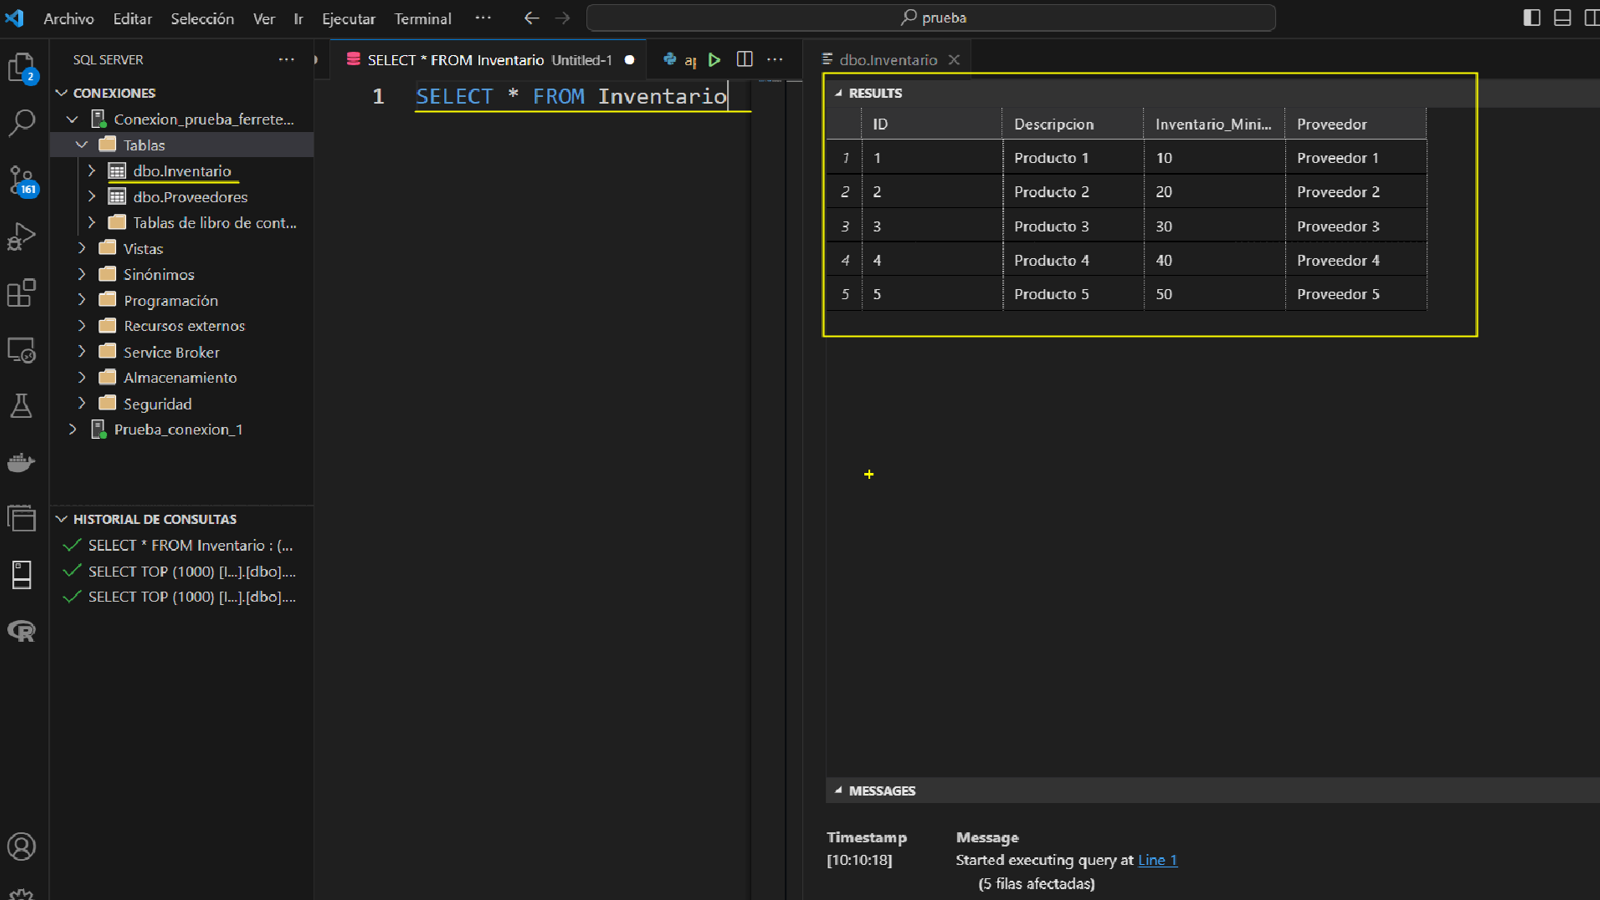 Archivo Editar Selección Ver Ir Ejecutar Terminal ··· prueba
SQL SERVER ···
CONEXIONES
Conexion_prueba_ferrete...
Tablas
dbo.Inventario
dbo.Proveedores
Tablas de libro de cont...
Vistas
Sinónimos
Programación
Recursos externos
Service Broker
Almacenamiento
Seguridad
Prueba_conexion_1
HISTORIAL DE CONSULTAS
SELECT * FROM Inventario : (...
SELECT TOP (1000) [I...].[dbo]....
SELECT TOP (1000) [I...].[dbo]....
2
161
R
SELECT * FROM Inventario Untitled-1
1 SELECT * FROM Inventario
dbo.Inventario
RESULTS
ID Descripcion Inventario_Mini... Proveedor
1 1 Producto 1 10 Proveedor 1
2 2 Producto 2 20 Proveedor 2
3 3 Producto 3 30 Proveedor 3
4 4 Producto 4 40 Proveedor 4
5 5 Producto 5 50 Proveedor 5
MESSAGES
Timestamp Message
[10:10:18] Started executing query at Line 1
(5 filas afectadas)